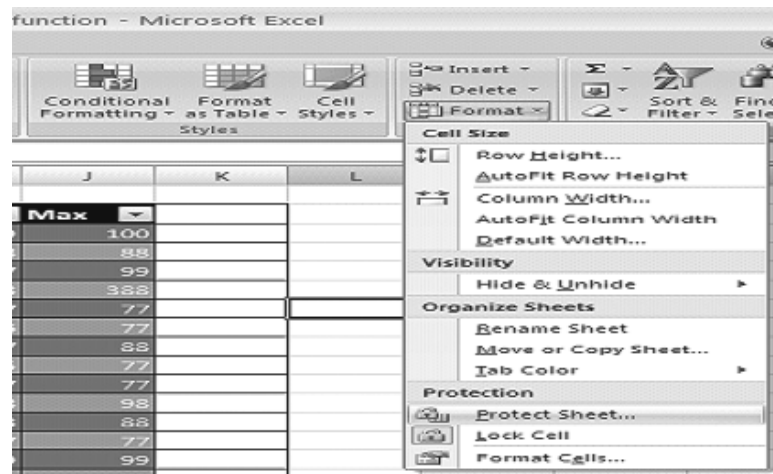 function - Microsoft Excel
Conditional Formatting
Format as Table
Cell Styles
Styles
Insert
Delete
Format
Σ
Sort & Filter
J K L
Max
100
88
99
388
77
77
88
77
77
98
88
77
99
Cell Size
Row Height...
AutoFit Row Height
Column Width...
AutoFit Column Width
Default Width...
Visibility
Hide & Unhide
Organize Sheets
Rename Sheet
Move or Copy Sheet...
Tab Color
Protection
Protect Sheet...
Lock Cell
Format Cells...